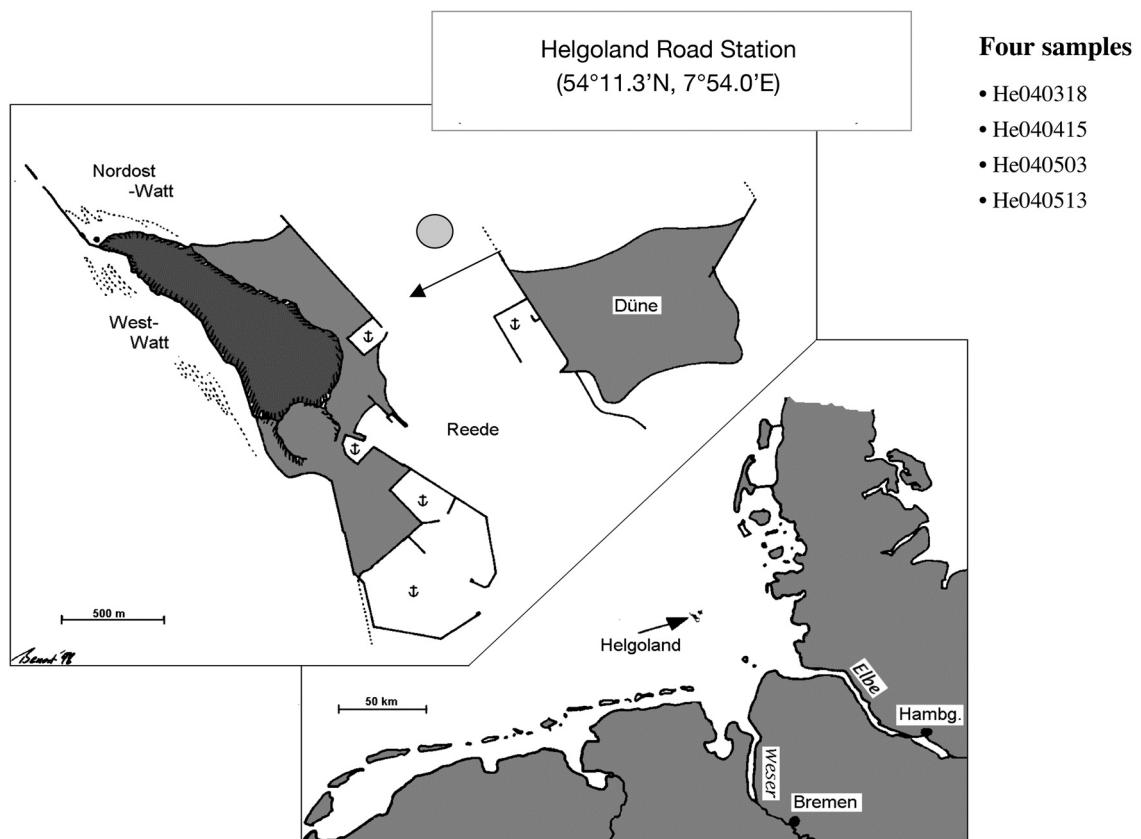 Helgoland Road Station
(54°11.3'N, 7°54.0'E)
Four samples
• He040318
• He040415
• He040503
• He040513
Nordost
-Watt
West-
Watt
Düne
Reede
500 m
Helgoland
50 km
Elbe
Hambg.
Weser
Bremen